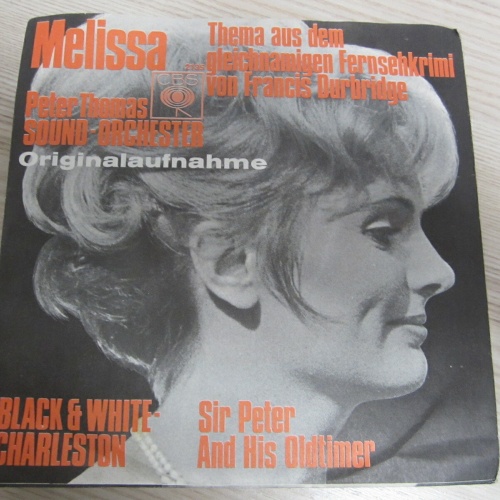 Melissa
Thema aus dem
gleichnamigen Fernsehkrimi
von Francis Durbridge
CBS
Peter Thomas
SOUND-ORCHESTER
Originalaufnahme
BLACK & WHITE-
CHARLESTON
Sir Peter
And His Oldtimer